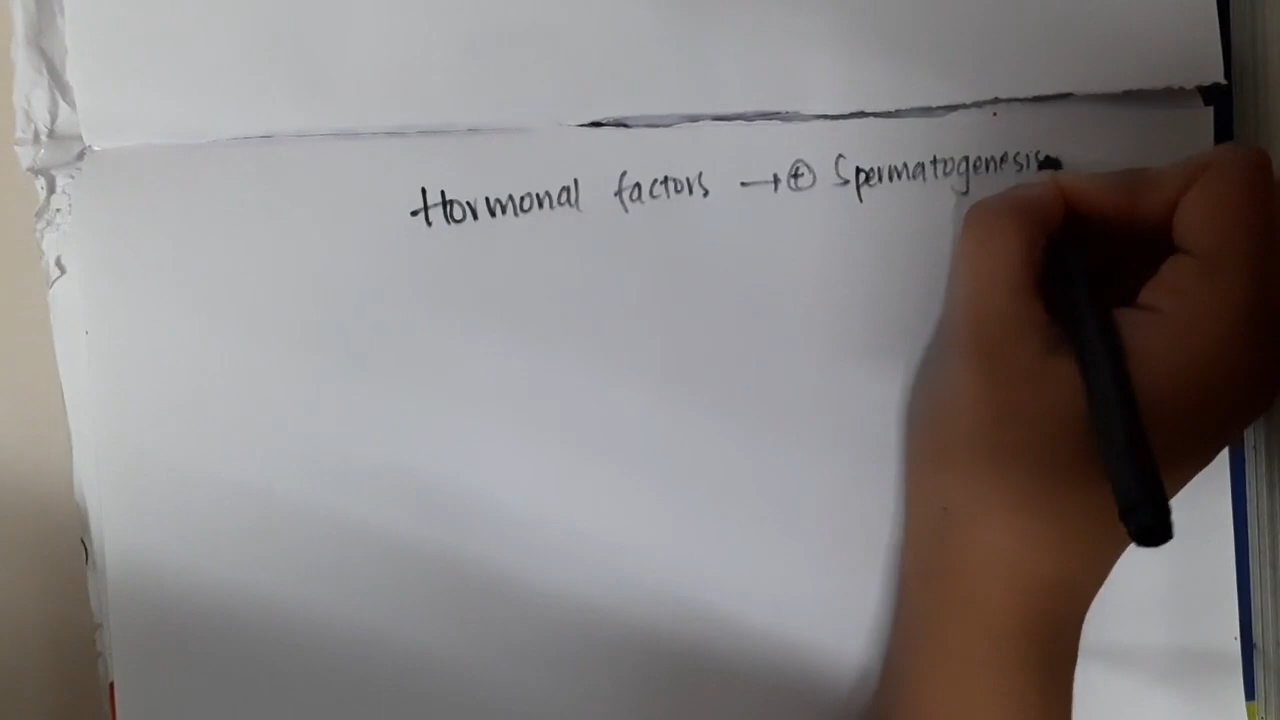 Hormonal factors → ⊕ Spermatogenesis